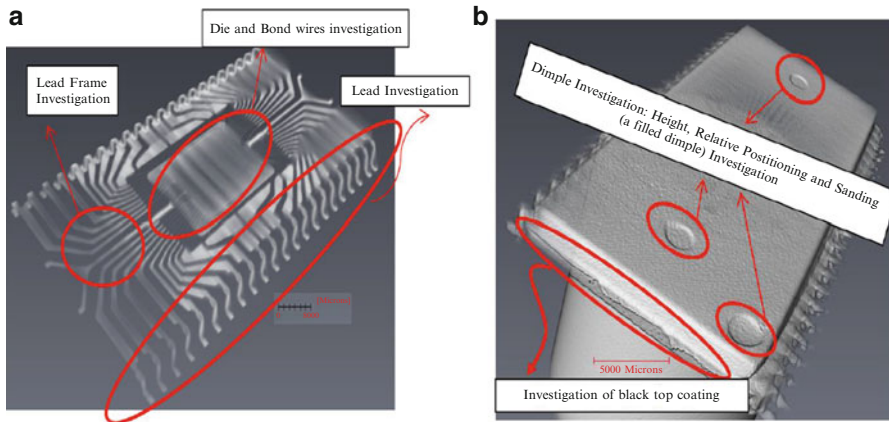 a
Die and Bond wires investigation
Lead Frame
Investigation
Lead Investigation
b
Dimple Investigation: Height, Relative Postitioning and Sanding
(a filled dimple) Investigation
5000 Microns
Investigation of black top coating